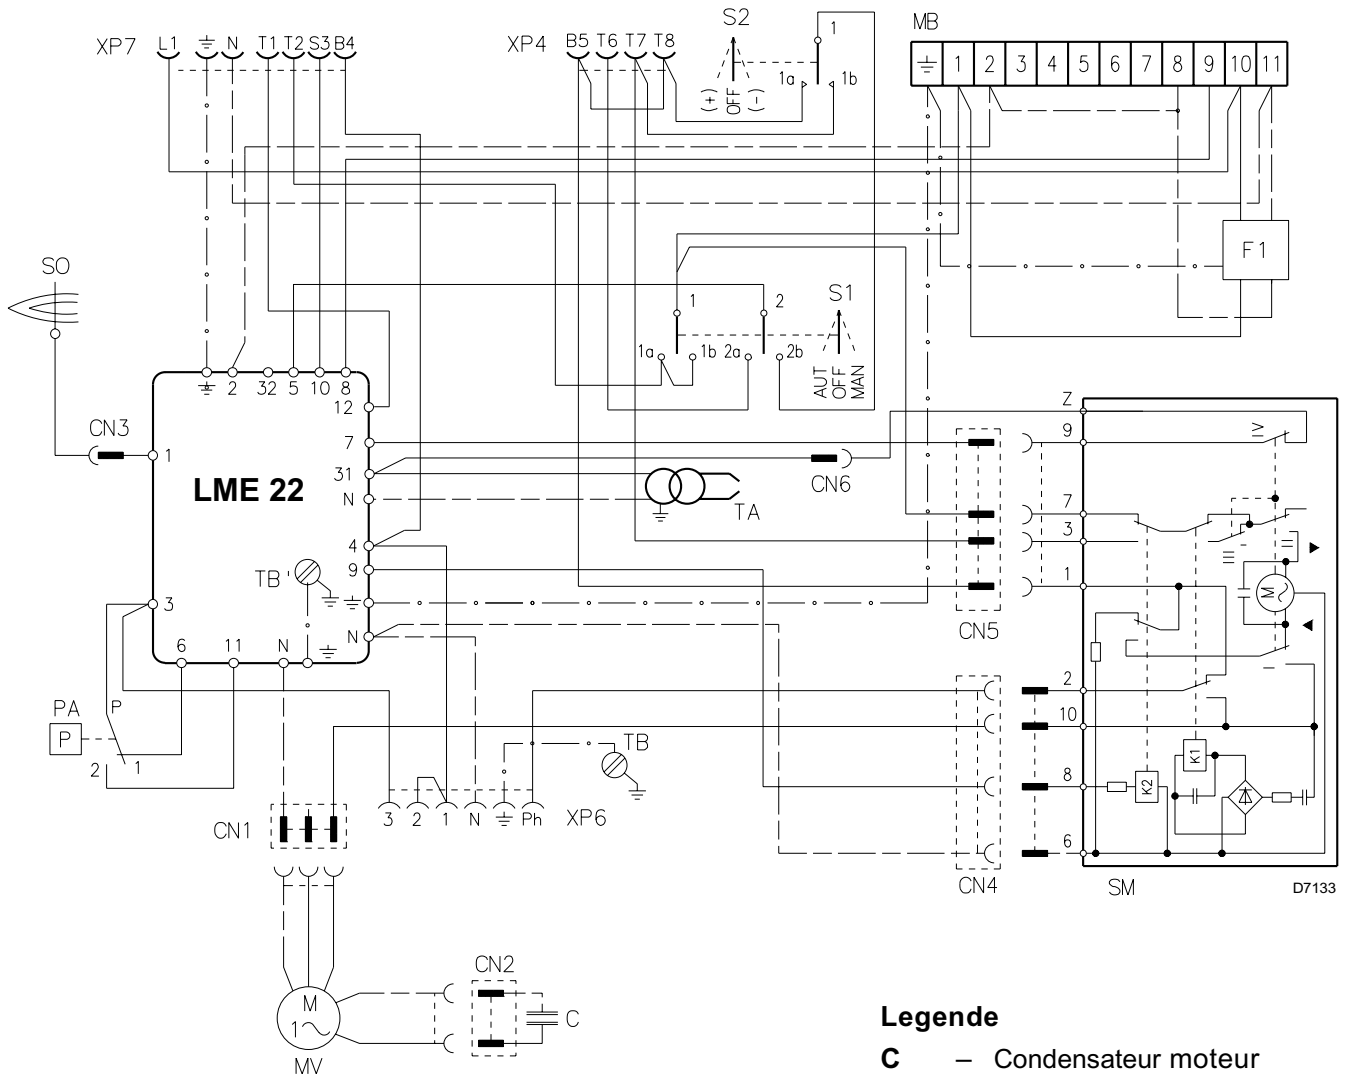 S2
MB
XP7 L1 N T1 T2 S3 B4
XP4 B5 T6 T7 T8
1
1a 1b
(+) OFF (-)
1 2 3 4 5 6 7 8 9 10 11
F1
SO
S1
1 2
1a 1b 2a 2b
AUT OFF MAN
2 32 5 10 8
12
7
31
N
4
9
N
CN3
1
LME 22
TB
3
6 11 N
CN6
TA
CN5
Z
9
7
3
1
IV
III
II
M
I
PA
P
P
2 1
TB
3 2 1 N Ph XP6
CN4
2
10
8
6
K2
K1
SM
D7133
CN1
CN2
C
M
1
MV
Legende
C – Condensateur moteur